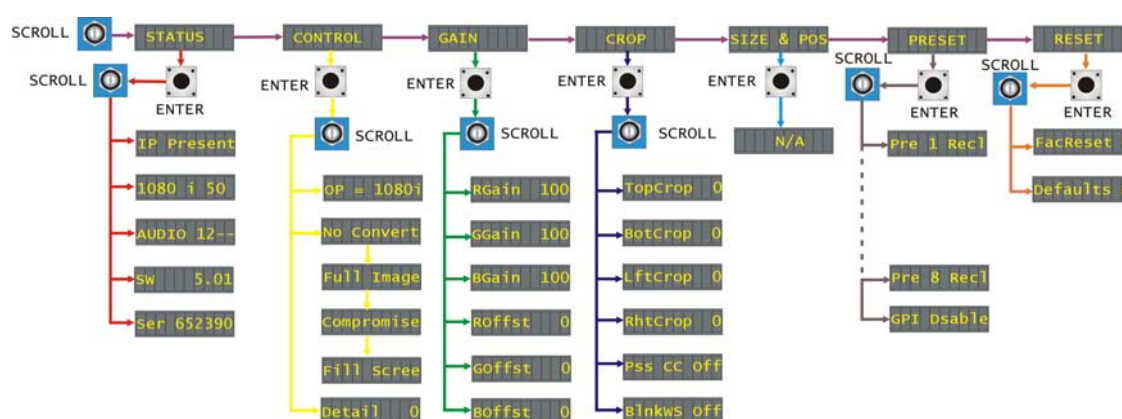 SCROLL STATUS CONTROL GAIN CROP SIZE & POS PRESET RESET
SCROLL ENTER ENTER ENTER ENTER ENTER SCROLL ENTER SCROLL ENTER
SCROLL SCROLL SCROLL
IP Present
1080 i 50
AUDIO 12--
SW 5.01
Ser 652390
OP = 1080i
No Convert
Full Image
Compromise
Fill Scree
Detail 0
RGain 100
GGain 100
BGain 100
ROffst 0
GOffst 0
BOffst 0
TopCrop 0
BotCrop 0
LftCrop 0
RhtCrop 0
Pss CC Off
BlnkWS Off
N/A
Pre 1 Recl
Pre 8 Recl
GPI Dsable
FacReset
Defaults